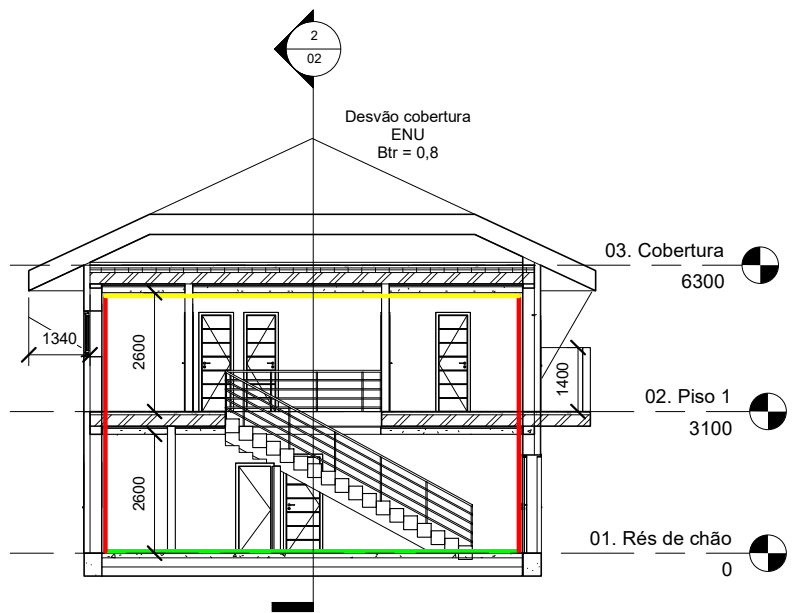 2
02
Desvão cobertura
ENU
Btr = 0,8
03. Cobertura
6300
1340
2600
1400
02. Piso 1
3100
2600
01. Rés de chão
0